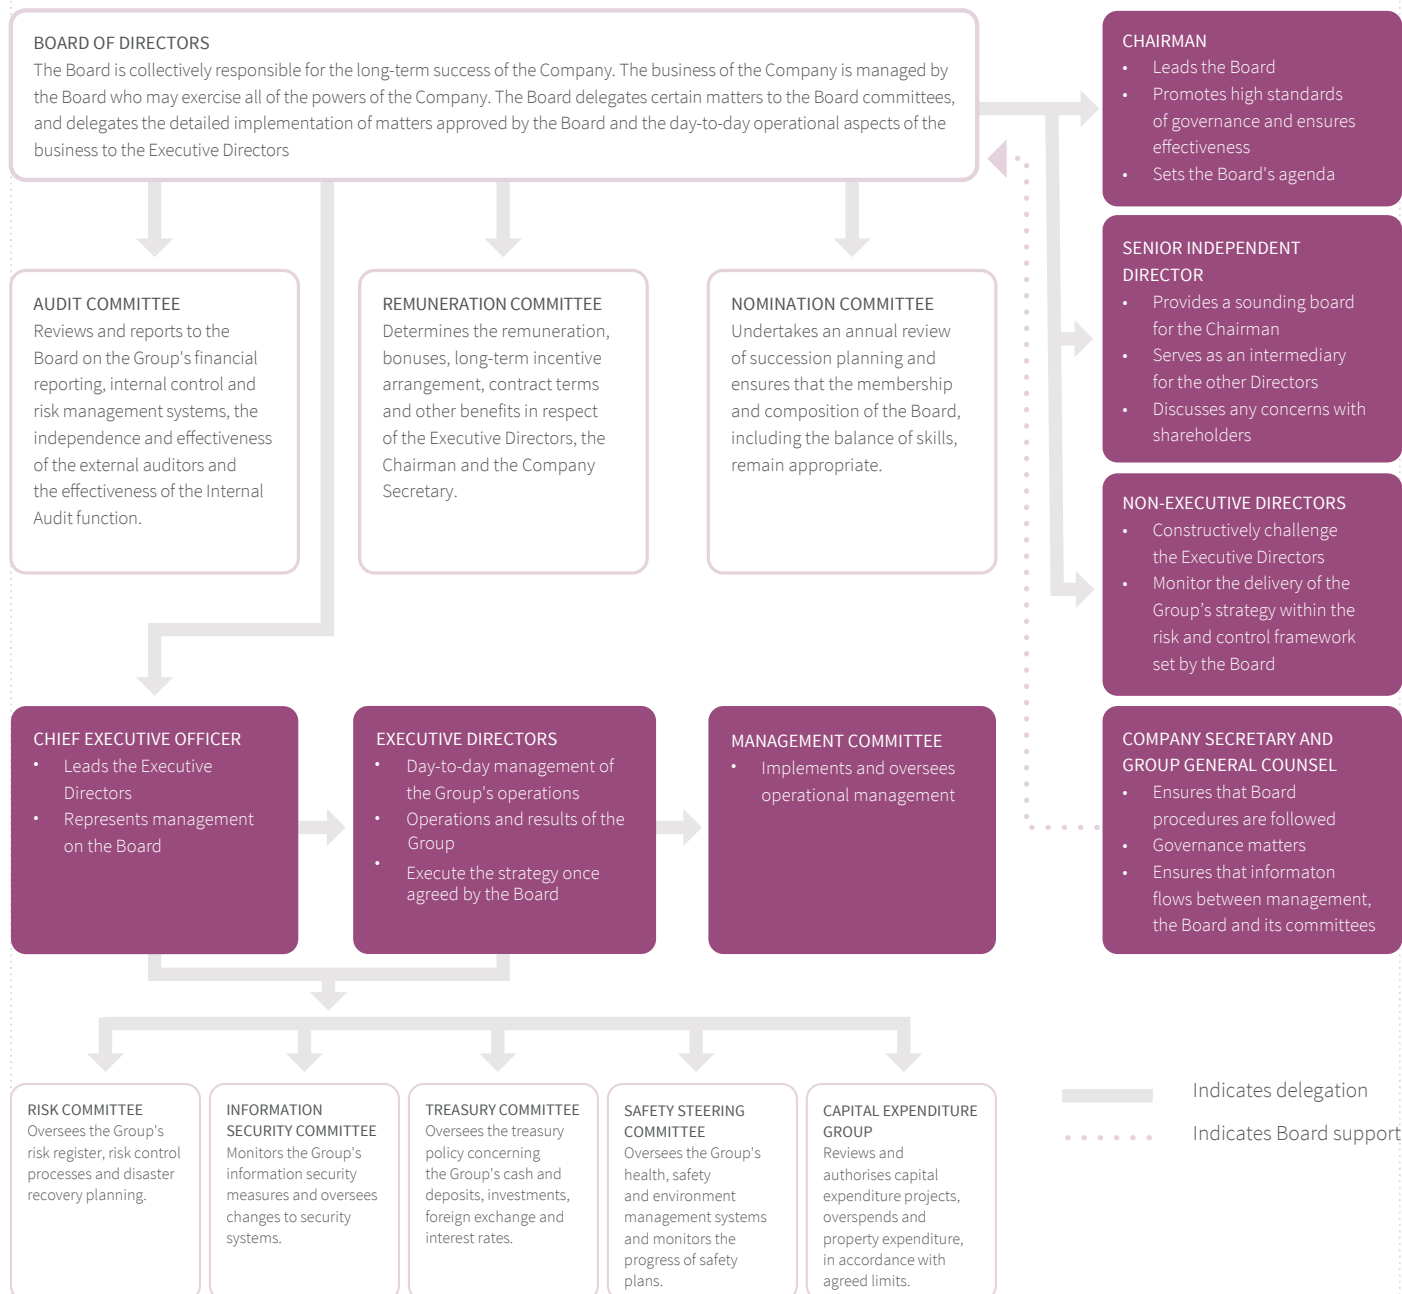 BOARD OF DIRECTORS
The Board is collectively responsible for the long-term success of the Company. The business of the Company is managed by
the Board who may exercise all of the powers of the Company. The Board delegates certain matters to the Board committees,
and delegates the detailed implementation of matters approved by the Board and the day-to-day operational aspects of the
business to the Executive Directors
CHAIRMAN
• Leads the Board
• Promotes high standards
of governance and ensures
effectiveness
• Sets the Board's agenda
SENIOR INDEPENDENT
DIRECTOR
• Provides a sounding board
for the Chairman
• Serves as an intermediary
for the other Directors
• Discusses any concerns with
shareholders
NON-EXECUTIVE DIRECTORS
• Constructively challenge
the Executive Directors
• Monitor the delivery of the
Group’s strategy within the
risk and control framework
set by the Board
AUDIT COMMITTEE
Reviews and reports to the
Board on the Group's financial
reporting, internal control and
risk management systems, the
independence and effectiveness
of the external auditors and
the effectiveness of the Internal
Audit function.
REMUNERATION COMMITTEE
Determines the remuneration,
bonuses, long-term incentive
arrangement, contract terms
and other benefits in respect
of the Executive Directors, the
Chairman and the Company
Secretary.
NOMINATION COMMITTEE
Undertakes an annual review
of succession planning and
ensures that the membership
and composition of the Board,
including the balance of skills,
remain appropriate.
CHIEF EXECUTIVE OFFICER
• Leads the Executive
Directors
• Represents management
on the Board
EXECUTIVE DIRECTORS
• Day-to-day management of
the Group's operations
• Operations and results of the
Group
• Execute the strategy once
agreed by the Board
MANAGEMENT COMMITTEE
• Implements and oversees
operational management
COMPANY SECRETARY AND
GROUP GENERAL COUNSEL
• Ensures that Board
procedures are followed
• Governance matters
• Ensures that informaton
flows between management,
the Board and its committees
RISK COMMITTEE
Oversees the Group's
risk register, risk control
processes and disaster
recovery planning.
INFORMATION
SECURITY COMMITTEE
Monitors the Group's
information security
measures and oversees
changes to security
systems.
TREASURY COMMITTEE
Oversees the treasury
policy concerning
the Group's cash and
deposits, investments,
foreign exchange and
interest rates.
SAFETY STEERING
COMMITTEE
Oversees the Group's
health, safety
and environment
management systems
and monitors the
progress of safety
plans.
CAPITAL EXPENDITURE
GROUP
Reviews and
authorises capital
expenditure projects,
overspends and
property expenditure,
in accordance with
agreed limits.
Indicates delegation
Indicates Board support